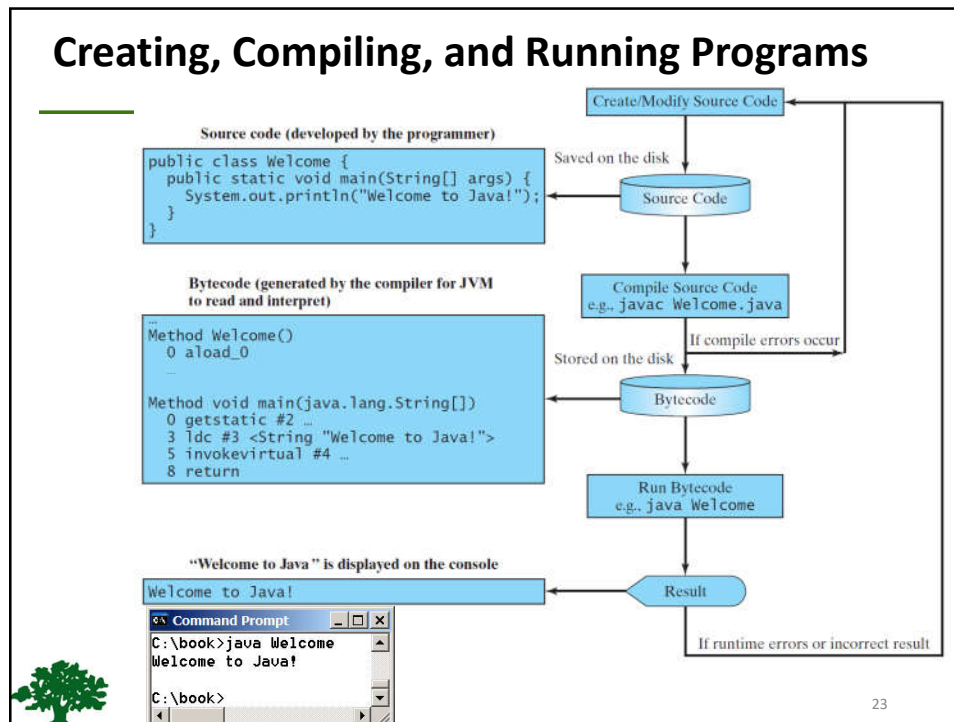 Creating, Compiling, and Running Programs
Create/Modify Source Code
Source code (developed by the programmer)
public class Welcome {
public static void main(String[] args) {
System.out.println("Welcome to Java!");
}
}
Saved on the disk
Source Code
Compile Source Code
e.g., javac Welcome.java
If compile errors occur
Bytecode (generated by the compiler for JVM
to read and interpret)
…
Method Welcome()
0 aload_0
…
Method void main(java.lang.String[])
0 getstatic #2 …
3 ldc #3 <String "Welcome to Java!">
5 invokevirtual #4 …
8 return
Stored on the disk
Bytecode
Run Bytecode
e.g., java Welcome
“Welcome to Java” is displayed on the console
Welcome to Java!
Result
If runtime errors or incorrect result
Command Prompt
C:\book>java Welcome
Welcome to Java!
C:\book>
23